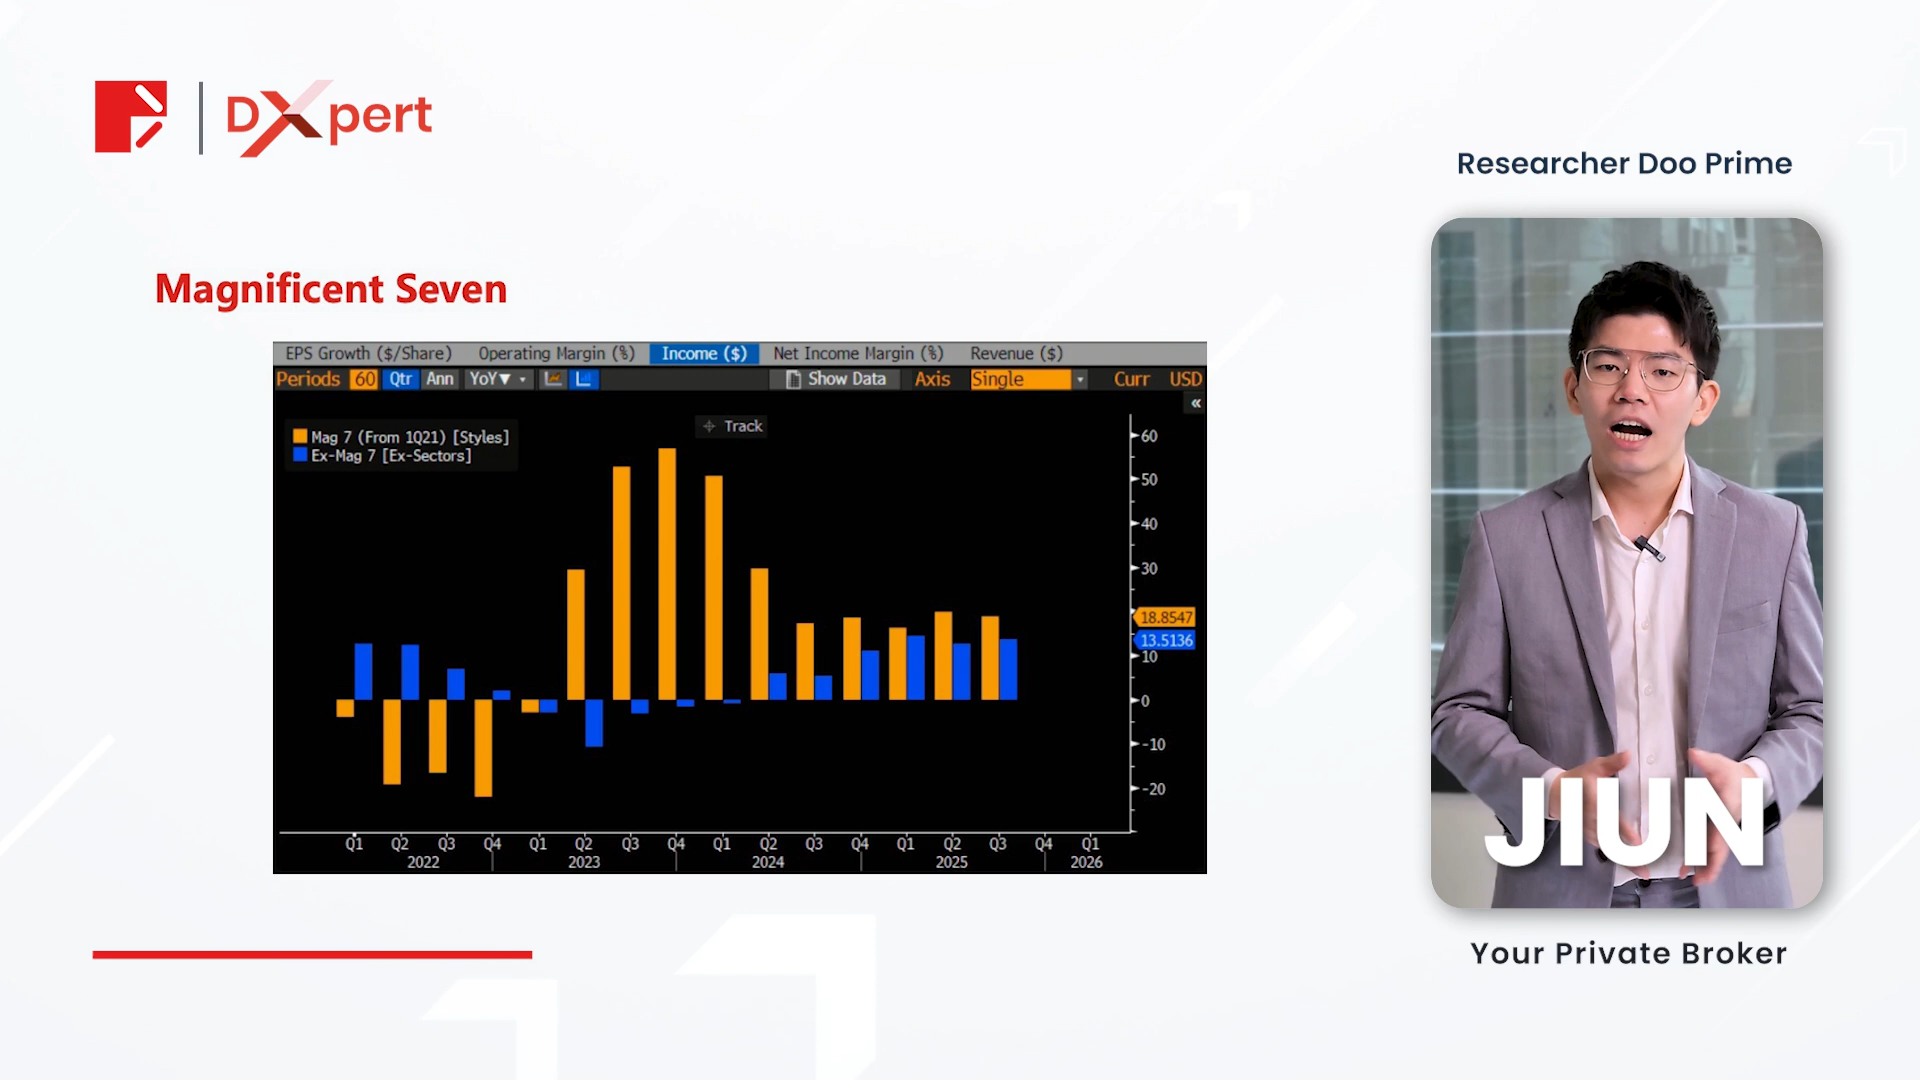 DXpert
Researcher Doo Prime
Magnificent Seven
EPS Growth ($/Share) Operating Margin (%) Income ($) Net Income Margin (%) Revenue ($)
Periods 60 Qtr Ann YoY▼ Show Data Axis Single Curr USD
«
Track
Mag 7 (From 1Q21) [Styles]
Ex-Mag 7 [Ex-Sectors]
60
50
40
30
18.8547
13.5136
10
0
-10
-20
Q1 Q2 Q3 Q4 Q1 Q2 Q3 Q4 Q1 Q2 Q3 Q4 Q1 Q2 Q3 Q4 Q1
2022 2023 2024 2025 2026
JIUN
Your Private Broker